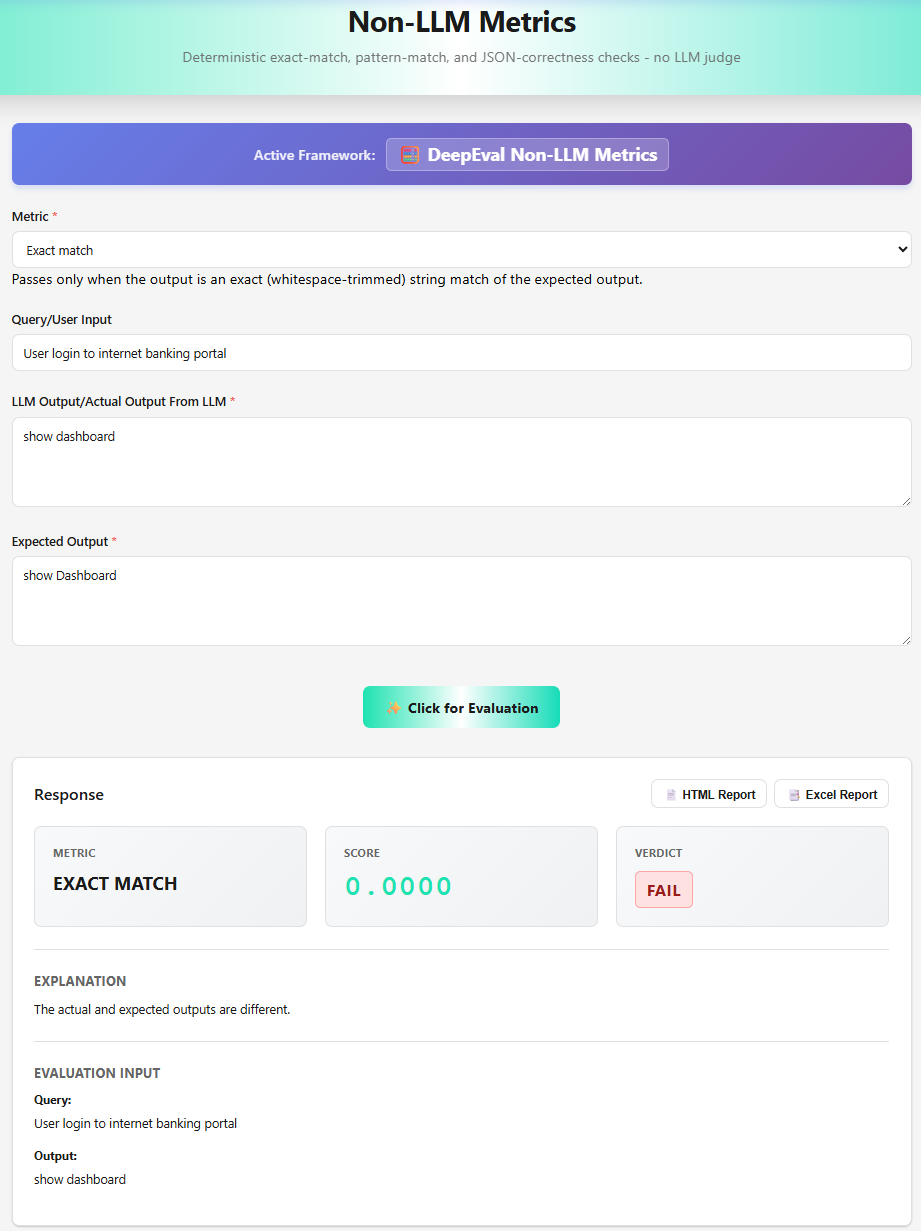 Non-LLM Metrics
Deterministic exact-match, pattern-match, and JSON-correctness checks - no LLM judge
Active Framework: DeepEval Non-LLM Metrics
Metric *
Exact match
Passes only when the output is an exact (whitespace-trimmed) string match of the expected output.
Query/User Input
User login to internet banking portal
LLM Output/Actual Output From LLM *
show dashboard
Expected Output *
show Dashboard
✨ Click for Evaluation
Response
HTML Report
Excel Report
METRIC
EXACT MATCH
SCORE
0.0000
VERDICT
FAIL
EXPLANATION
The actual and expected outputs are different.
EVALUATION INPUT
Query:
User login to internet banking portal
Output:
show dashboard